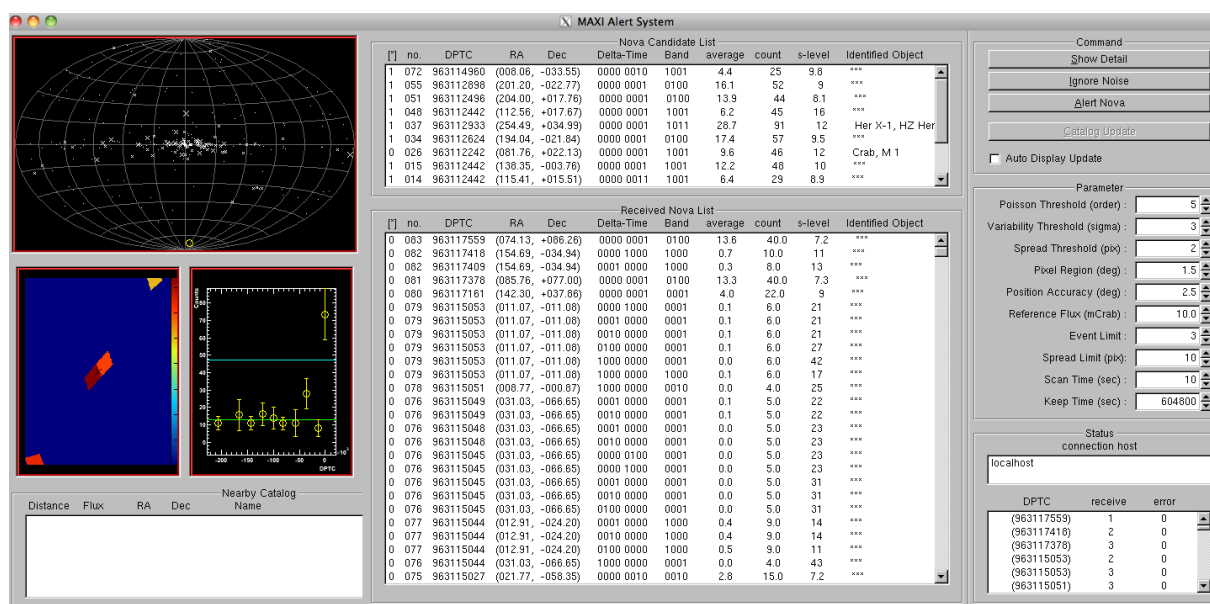 MAXI Alert System
Nova Candidate List
[*] no. DPTC RA Dec Delta-Time Band average count s-level Identified Object
1 072 963114960 (008.06, -033.55) 0000 0010 1001 4.4 25 9.8 ***
1 055 963112898 (201.20, -022.77) 0000 0001 0100 16.1 52 9 ***
1 051 963112496 (204.00, +017.76) 0000 0001 0100 13.9 44 8.1 ***
1 048 963112442 (112.56, +017.67) 0000 0001 1001 6.2 45 16 ***
1 037 963112933 (254.49, +034.99) 0000 0001 1011 28.7 91 12 Her X-1, HZ Her
1 034 963112624 (194.04, -021.84) 0000 0001 0100 17.4 57 9.5 ***
0 026 963112242 (081.76, +022.13) 0000 0001 1001 9.6 46 12 Crab, M 1
1 015 963112442 (138.35, -003.76) 0000 0001 1001 12.2 48 10 ***
1 014 963112442 (115.41, +015.51) 0000 0011 1001 6.4 29 8.9 ***
Received Nova List
[*] no. DPTC RA Dec Delta-Time Band average count s-level Identified Object
0 083 963117559 (074.13, +086.26) 0000 0001 0100 13.6 40.0 7.2 ***
0 082 963117418 (154.69, -034.94) 0000 1000 1000 0.7 10.0 11 ***
0 082 963117409 (154.69, -034.94) 0001 0000 1000 0.3 8.0 13 ***
0 081 963117378 (085.76, +077.00) 0000 0001 0100 13.3 40.0 7.3 ***
0 080 963117161 (142.30, +037.86) 0000 0001 0001 4.0 22.0 9 ***
0 079 963115053 (011.07, -011.08) 0000 1000 0001 0.1 6.0 21 ***
0 079 963115053 (011.07, -011.08) 0001 0000 0001 0.1 6.0 21 ***
0 079 963115053 (011.07, -011.08) 0010 0000 0001 0.1 6.0 21 ***
0 079 963115053 (011.07, -011.08) 0100 0000 0001 0.1 6.0 27 ***
0 079 963115053 (011.07, -011.08) 1000 0000 0001 0.0 6.0 42 ***
0 079 963115053 (011.07, -011.08) 1000 1000 0001 0.1 6.0 17 ***
0 078 963115051 (008.77, -000.87) 1000 0000 0010 0.0 4.0 25 ***
0 076 963115049 (031.03, -066.65) 0001 0000 0001 0.1 5.0 22 ***
0 076 963115049 (031.03, -066.65) 0010 0000 0001 0.1 5.0 22 ***
0 076 963115048 (031.03, -066.65) 0001 0000 0001 0.0 5.0 23 ***
0 076 963115048 (031.03, -066.65) 0010 0000 0001 0.0 5.0 23 ***
0 076 963115045 (031.03, -066.65) 0000 0100 0001 0.0 5.0 23 ***
0 076 963115045 (031.03, -066.65) 0000 1000 0001 0.0 5.0 23 ***
0 076 963115045 (031.03, -066.65) 0001 0000 0001 0.0 5.0 31 ***
0 076 963115045 (031.03, -066.65) 0010 0000 0001 0.0 5.0 31 ***
0 076 963115045 (031.03, -066.65) 0100 0000 0001 0.0 5.0 31 ***
0 077 963115044 (012.91, -024.20) 0001 0000 1000 0.4 9.0 14 ***
0 077 963115044 (012.91, -024.20) 0010 0000 1000 0.4 9.0 14 ***
0 077 963115044 (012.91, -024.20) 0100 0000 1000 0.5 9.0 11 ***
0 076 963115044 (031.03, -066.65) 1000 0000 0001 0.0 4.0 43 ***
0 075 963115027 (021.77, -058.35) 0000 0010 0010 2.8 15.0 7.2 ***
Counts
80
70
60
50
40
30
20
10
0
-200 -150 -100 -50 0
DPTC
Nearby Catalog
Distance Flux RA Dec Name
Command
Show Detail
Ignore Noise
Alert Nova
Catalog Update
Auto Display Update
Parameter
Poisson Threshold (order) : 5
Variability Threshold (sigma) : 3
Spread Threshold (pix) : 2
Pixel Region (deg) : 1.5
Position Accuracy (deg) : 2.5
Reference Flux (mCrab) : 10.0
Event Limit : 3
Spread Limit (pix): 10
Scan Time (sec) : 10
Keep Time (sec) : 604800
Status
connection host
localhost
DPTC receive error
(963117559) 1 0
(963117418) 2 0
(963117378) 3 0
(963115053) 2 0
(963115053) 3 0
(963115051) 3 0